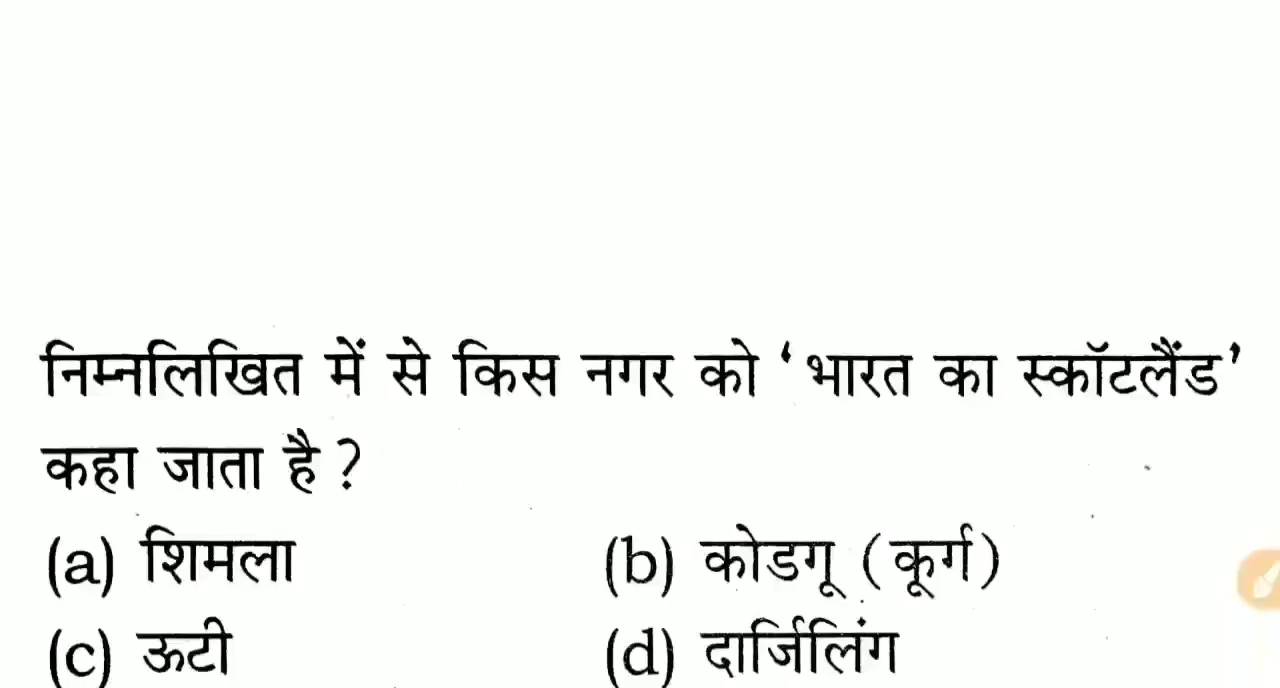 निम्नलिखित में से किस नगर को ‘भारत का स्कॉटलैंड’
कहा जाता है ?
(a) शिमला (b) कोडगू (कूर्ग)
(c) ऊटी (d) दार्जिलिंग